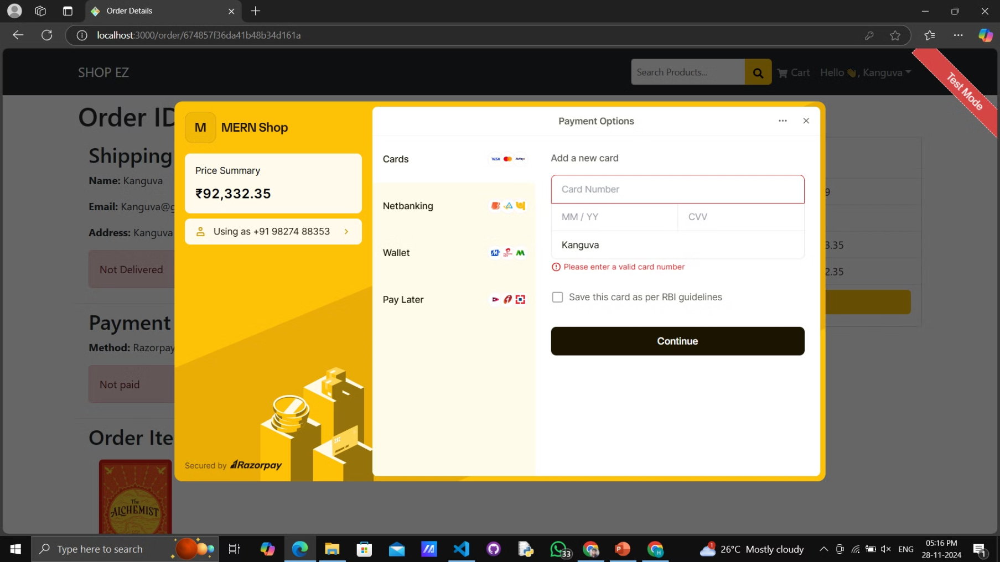 Order Details
localhost:3000/order/674857f36da41b48b34d161a
SHOP EZ
Search Products...
Cart
Hello👋, Kanguva
Test Mode
Order ID
Shipping
Name: Kanguva
Email: Kanguva@g
Address: Kanguva
Not Delivered
Payment
Method: Razorpay
Not paid
Order Ite
The
ALCHEMIST
M
MERN Shop
Price Summary
₹92,332.35
Using as +91 98274 88353
Secured by Razorpay
Payment Options
Cards
VISA
RuPay
Netbanking
Wallet
Pay Later
Add a new card
Card Number
MM / YY
CVV
Kanguva
Please enter a valid card number
Save this card as per RBI guidelines
Continue
9
3.35
2.35
Type here to search
33
1
26°C Mostly cloudy
ENG
05:16 PM
28-11-2024
1